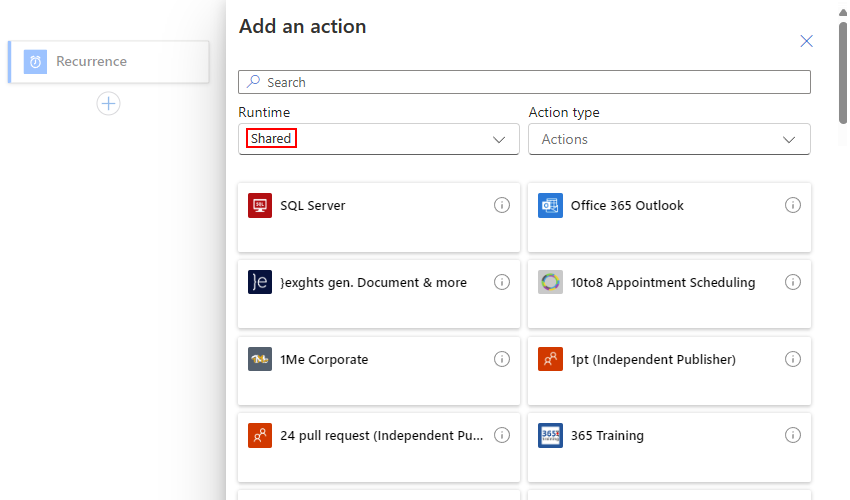 Add an action
Recurrence
Search
Runtime
Action type
Shared
Actions
SQL
SQL Server
Office 365 Outlook
}e
}exghts gen. Document & more
10to8 Appointment Scheduling
1Me Corporate
1pt (Independent Publisher)
24 pull request (Independent Pu...
365 Training